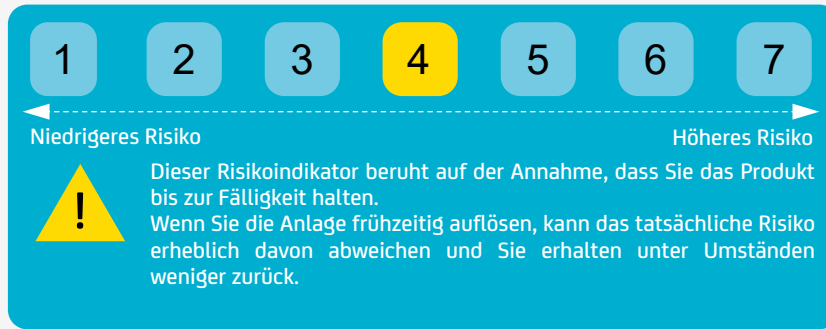 1 2 3 4 5 6 7
Niedrigeres Risiko Höheres Risiko
! Dieser Risikoindikator beruht auf der Annahme, dass Sie das Produkt
bis zur Fälligkeit halten.
Wenn Sie die Anlage frühzeitig auflösen, kann das tatsächliche Risiko
erheblich davon abweichen und Sie erhalten unter Umständen
weniger zurück.